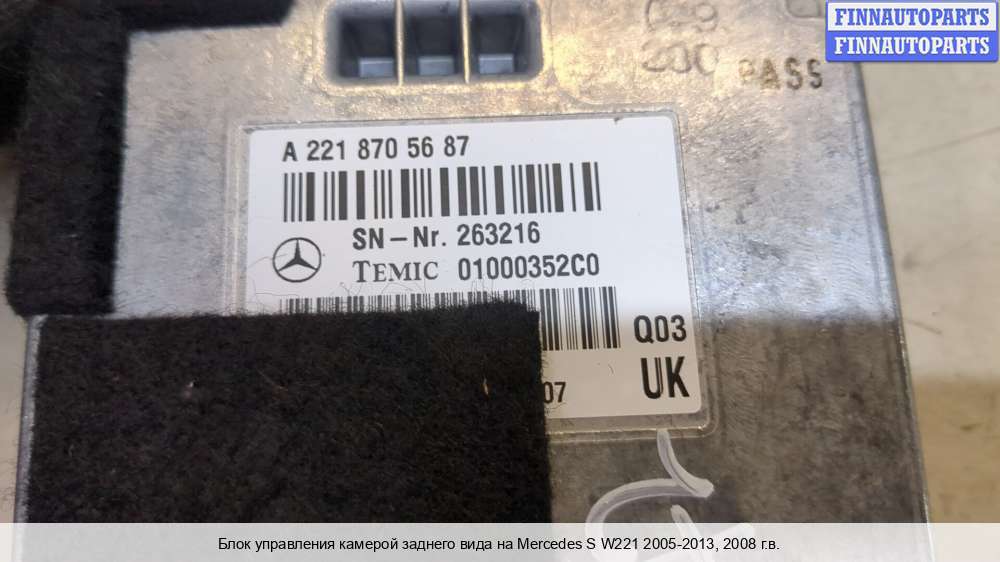 FINNAUTOPARTS
FINNAUTOPARTS
PASS
A 221 870 56 87
SN-Nr. 263216
TEMIC 01000352C0
Q03
07
UK
Блок управления камерой заднего вида на Mercedes S W221 2005-2013, 2008 г.в.